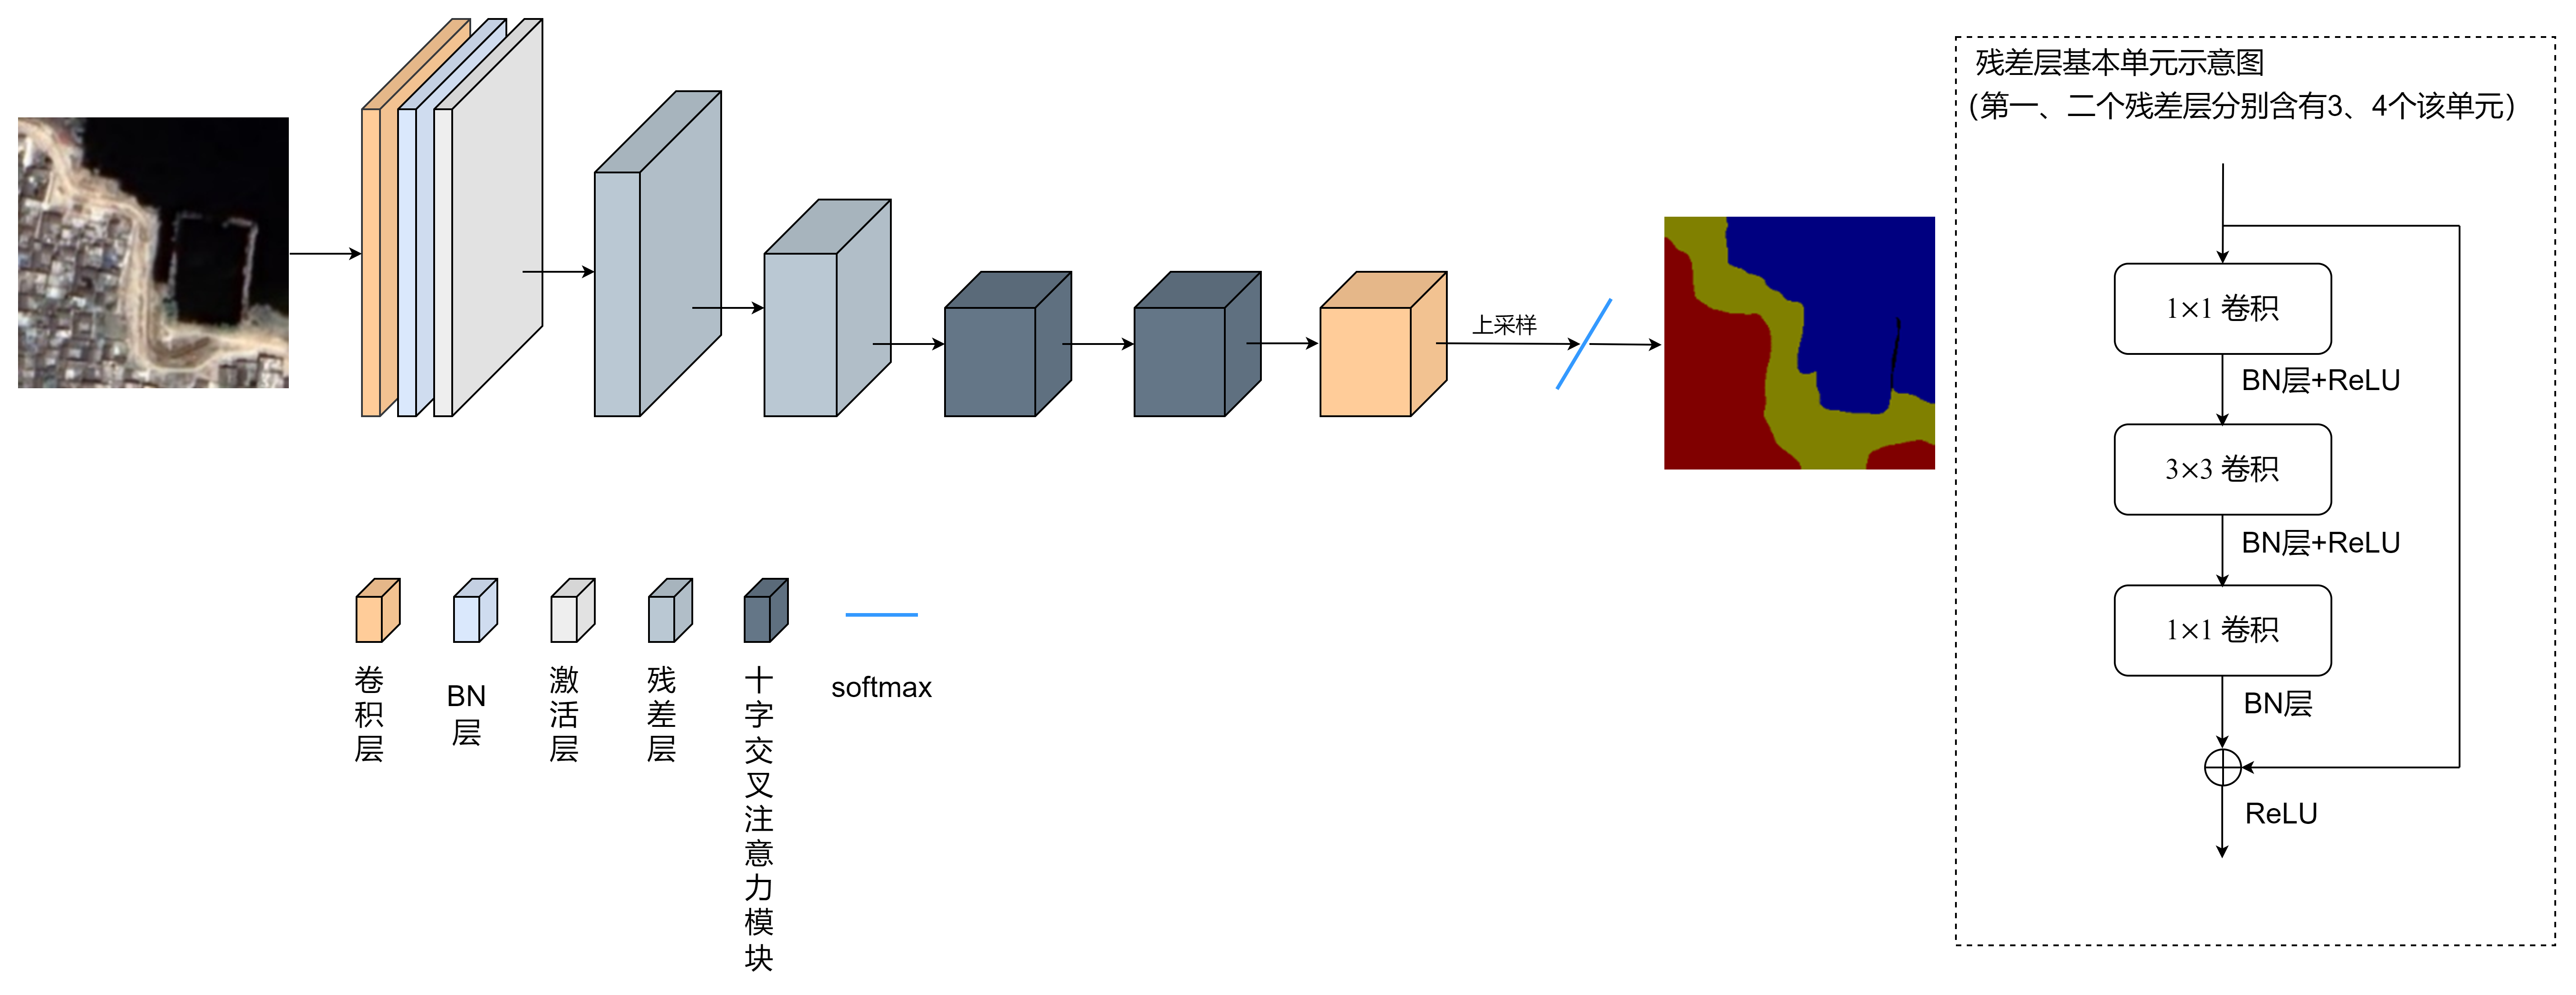 残差层基本单元示意图
（第一、二个残差层分别含有3、4个该单元）
1×1 卷积
BN层+ReLU
3×3 卷积
BN层+ReLU
1×1 卷积
BN层
ReLU
上采样
卷积层
BN层
激活层
残差层
十字交叉注意力模块
softmax